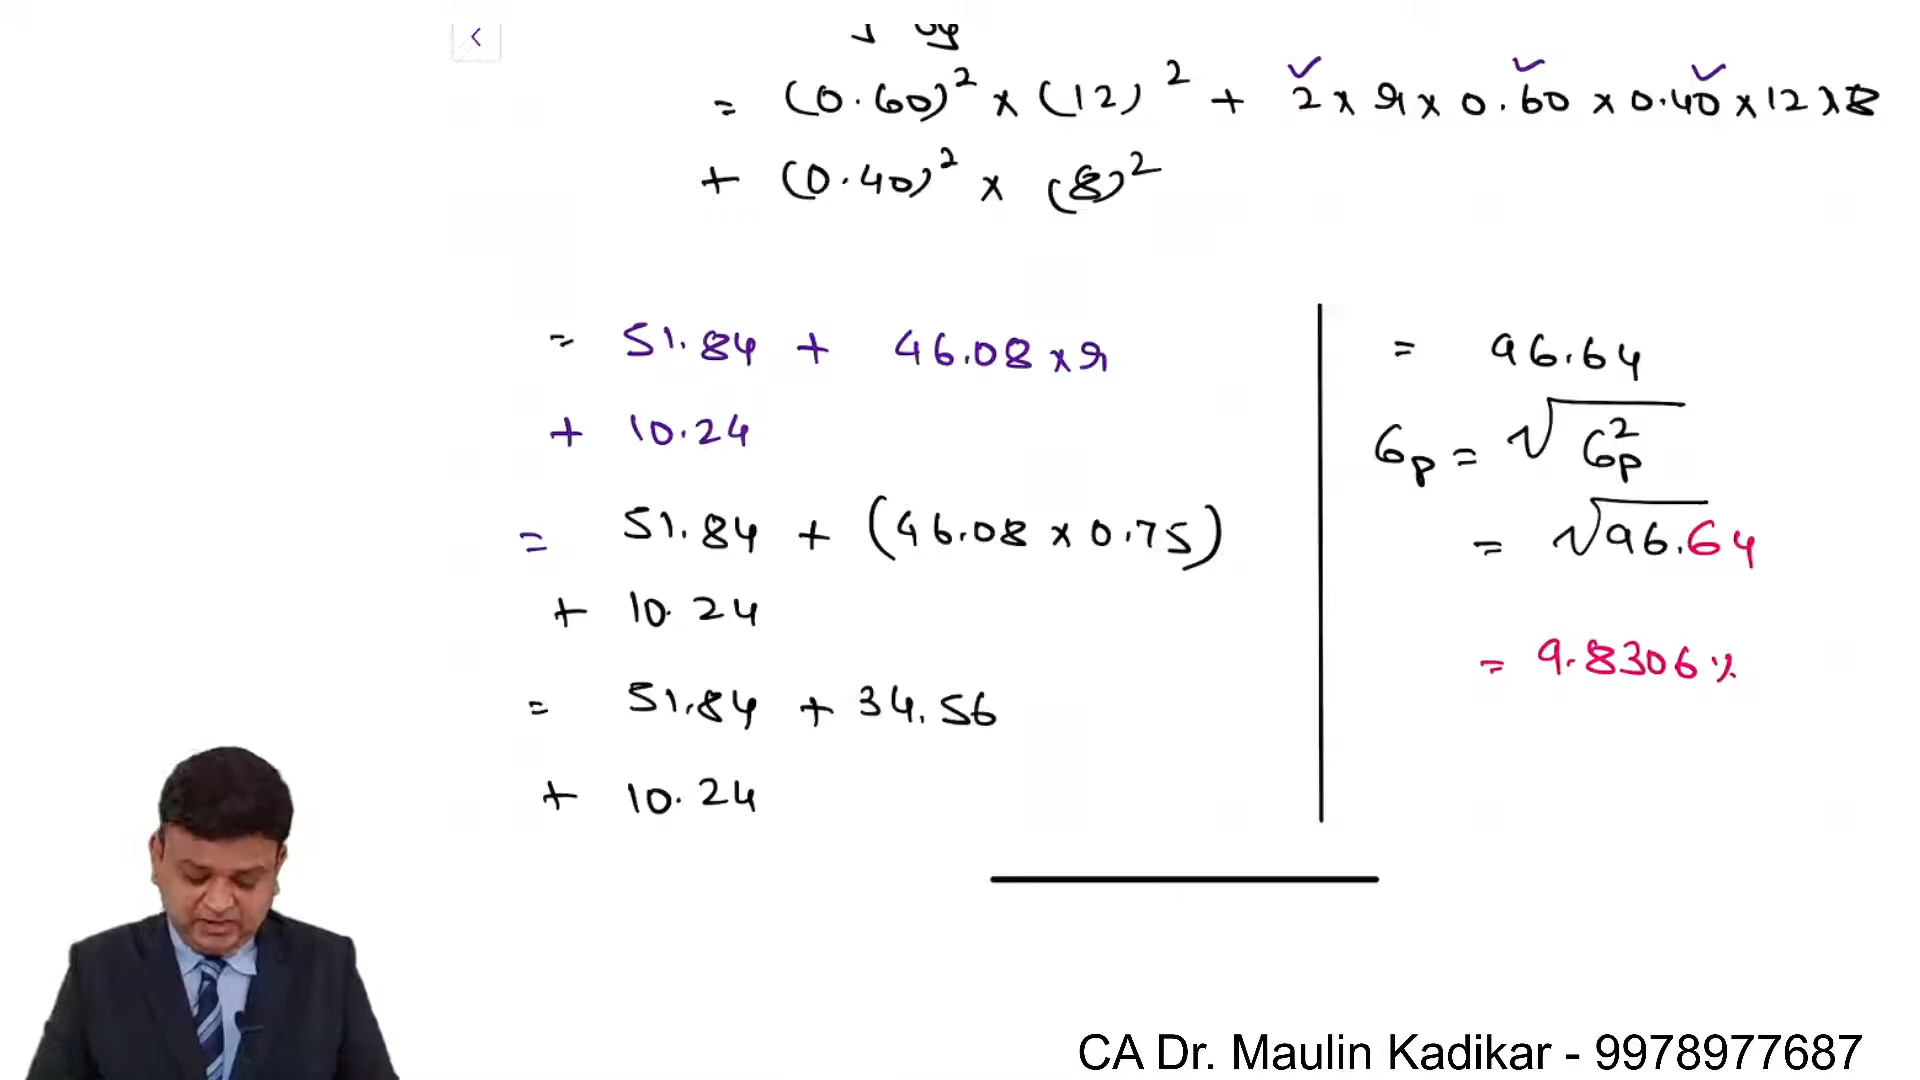 <
= (0.60)² × (12)² + 2 × r × 0.60 × 0.40 × 12 × 8
+ (0.40)² × (8)²
= 51.84 + 46.08 × r
+ 10.24
= 51.84 + (46.08 × 0.75)
+ 10.24
= 51.84 + 34.56
+ 10.24
= 96.64
σp = √σp²
= √96.64
= 9.8306 %
CA Dr. Maulin Kadikar - 9978977687